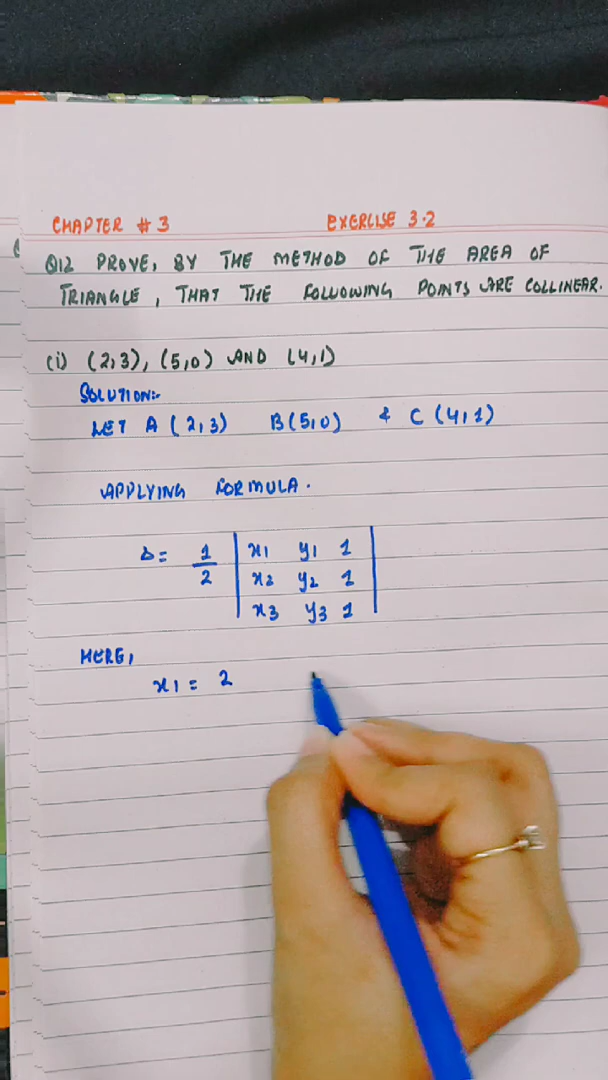 CHAPTER # 3 EXERCISE 3.2
Q12 PROVE, BY THE METHOD OF THE AREA OF
TRIANGLE, THAT THE FOLLOWING POINTS ARE COLLINEAR.
(i) (2,3), (5,0) AND (4,1)
SOLUTION:-
LET A (2,3) B(5,0) & C (4,1)
APPLYING FORMULA.
Δ = 1/2 | x1 y1 1 |
| x2 y2 1 |
| x3 y3 1 |
HERE,
x1 = 2